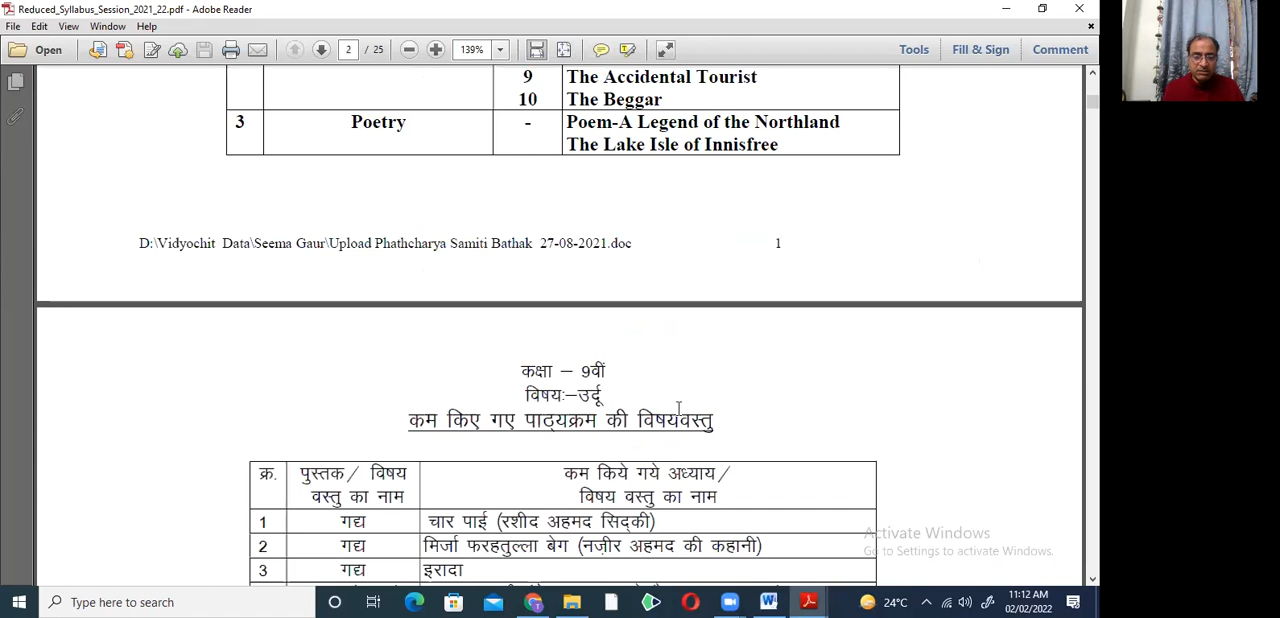 Reduced_Syllabus_Session_2021_22.pdf - Adobe Reader
File Edit View Window Help
Open 2 / 25 139% Tools Fill & Sign Comment
9 The Accidental Tourist
10 The Beggar
3 Poetry - Poem-A Legend of the Northland
The Lake Isle of Innisfree
D:\Vidyochit Data\Seema Gaur\Upload Phathcharya Samiti Bathak 27-08-2021.doc 1
कक्षा – 9वीं
विषयः–उर्दू
कम किए गए पाठ्यक्रम की विषयवस्तु
क्र. पुस्तक / विषय कम किये गये अध्याय /
वस्तु का नाम विषय वस्तु का नाम
1 गद्य चार पाई (रशीद अहमद सिद्की)
2 गद्य मिर्जा फरहतुल्ला बेग (नज़ीर अहमद की कहानी)
3 गद्य इरादा
Activate Windows
Go to Settings to activate Windows.
Type here to search 24°C 11:12 AM
02/02/2022